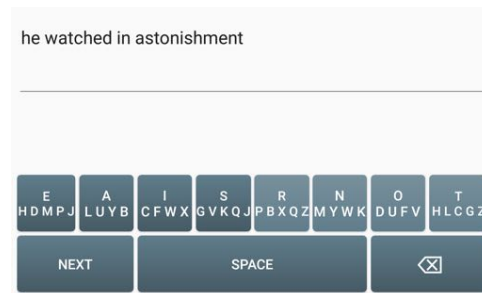 he watched in astonishment
E A I S R N O T
HDMPJ LUYB CFWX GVKQJ PBXQZ MYWK DUFV HLCGZ
NEXT SPACE